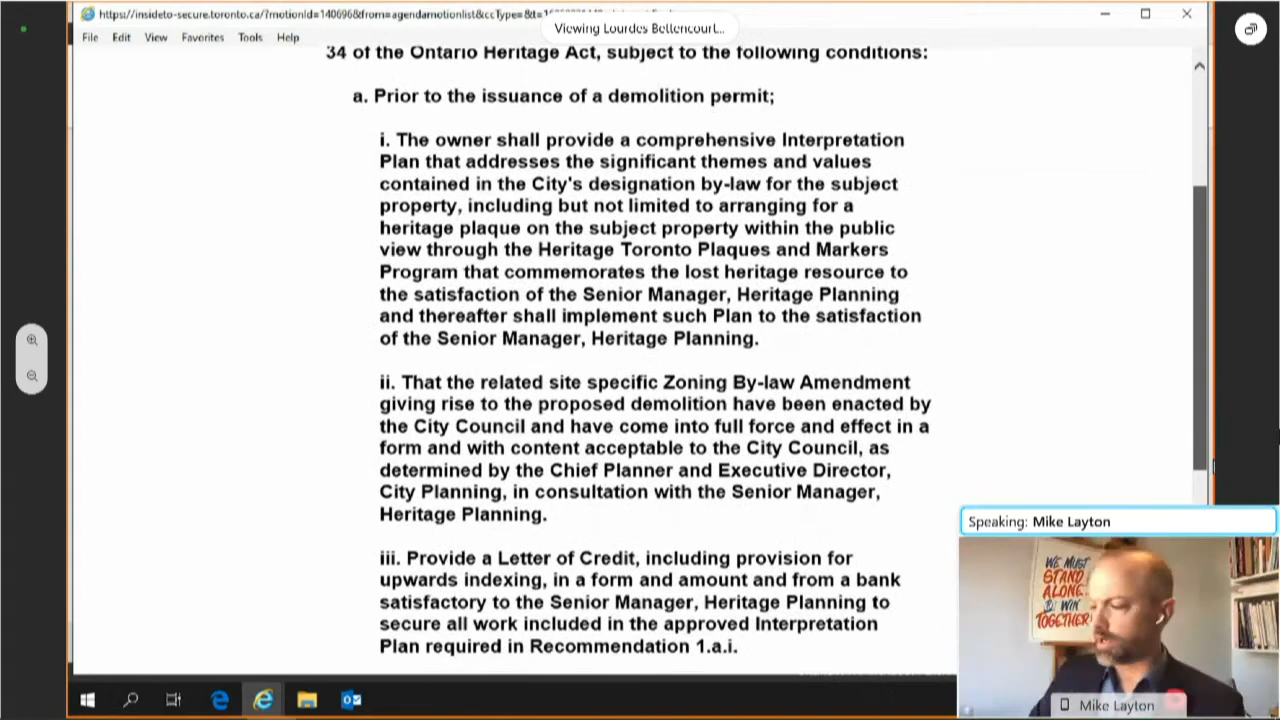 https://insideto-secure.toronto.ca/?motionId=140696&from=agendamotionlist&ccType=&t=
Viewing Lourdes Bettencourt...
File Edit View Favorites Tools Help
34 of the Ontario Heritage Act, subject to the following conditions:
a. Prior to the issuance of a demolition permit;
i. The owner shall provide a comprehensive Interpretation
Plan that addresses the significant themes and values
contained in the City's designation by-law for the subject
property, including but not limited to arranging for a
heritage plaque on the subject property within the public
view through the Heritage Toronto Plaques and Markers
Program that commemorates the lost heritage resource to
the satisfaction of the Senior Manager, Heritage Planning
and thereafter shall implement such Plan to the satisfaction
of the Senior Manager, Heritage Planning.
ii. That the related site specific Zoning By-law Amendment
giving rise to the proposed demolition have been enacted by
the City Council and have come into full force and effect in a
form and with content acceptable to the City Council, as
determined by the Chief Planner and Executive Director,
City Planning, in consultation with the Senior Manager,
Heritage Planning.
iii. Provide a Letter of Credit, including provision for
upwards indexing, in a form and amount and from a bank
satisfactory to the Senior Manager, Heritage Planning to
secure all work included in the approved Interpretation
Plan required in Recommendation 1.a.i.
Speaking: Mike Layton
WE MUST
STAND
ALONE
WIN
TOGETHER
Mike Layton